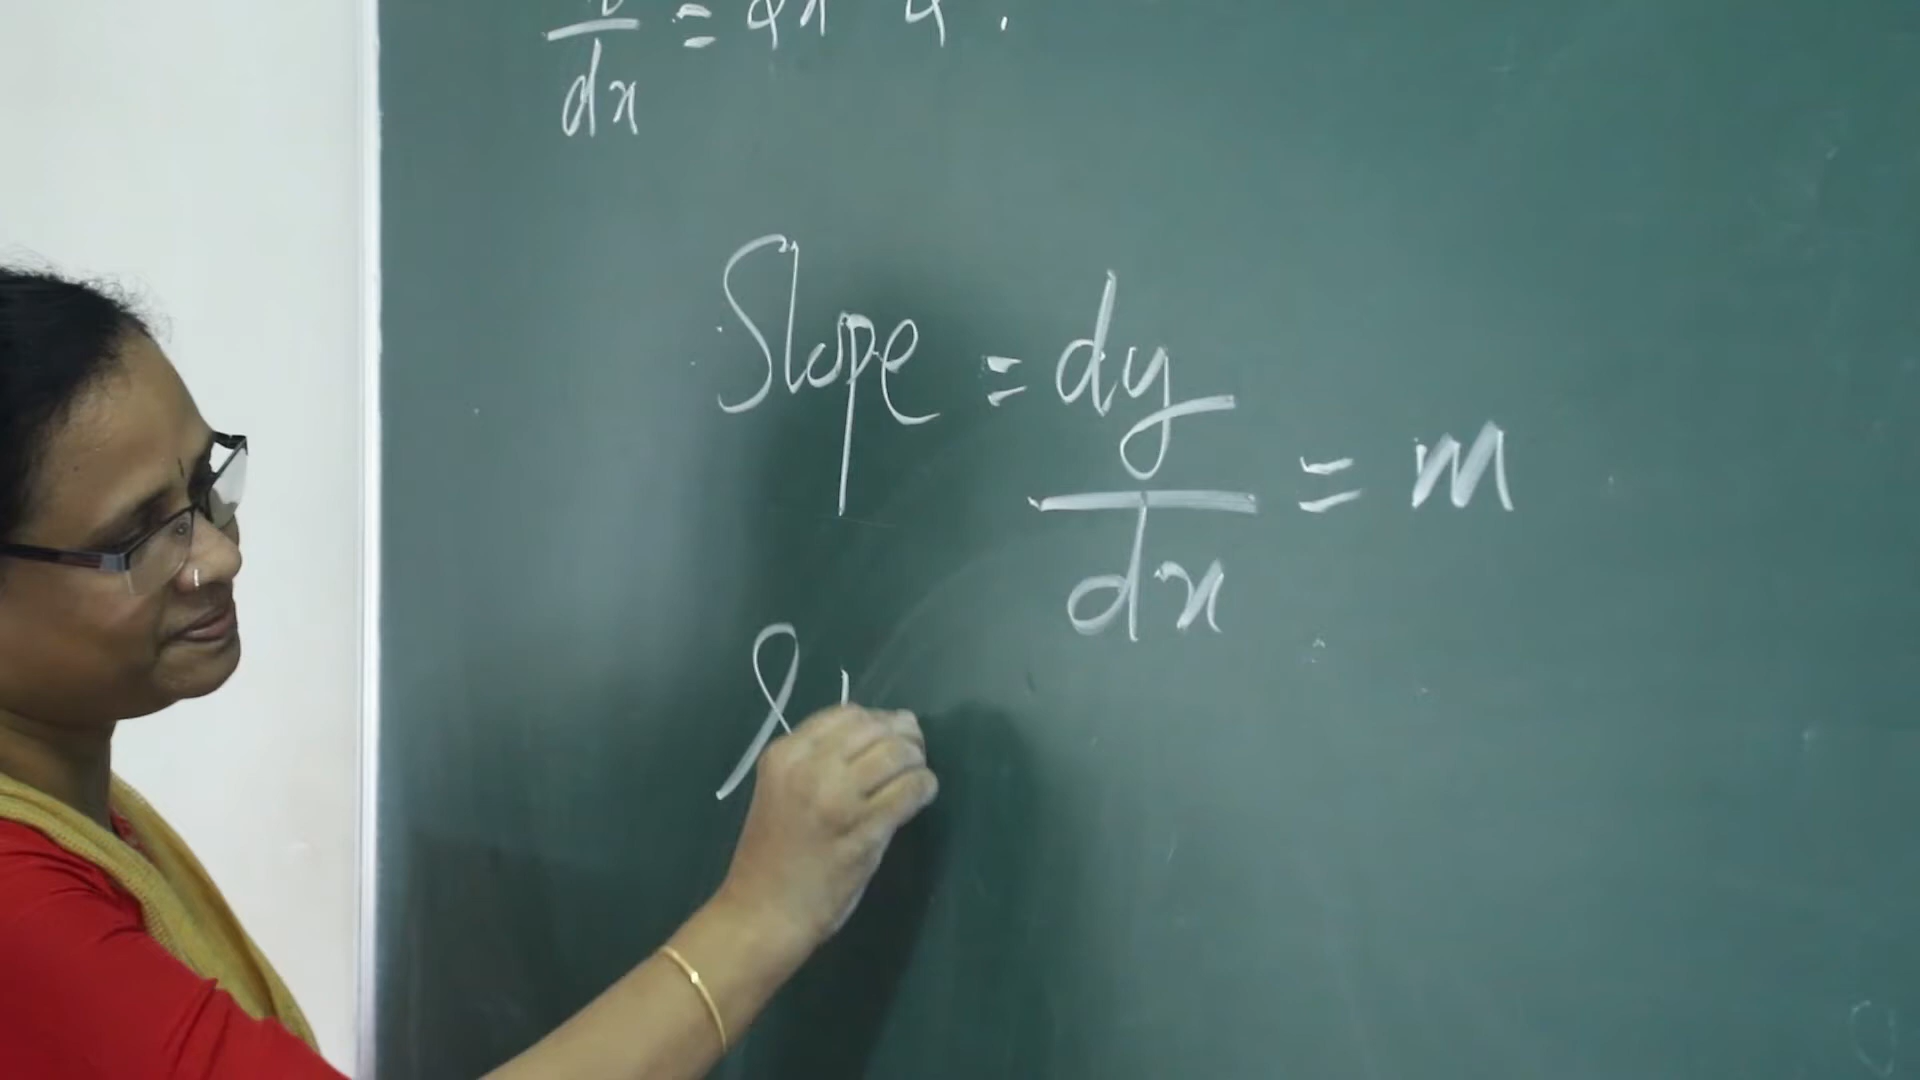 dx
Slope = dy/dx = m